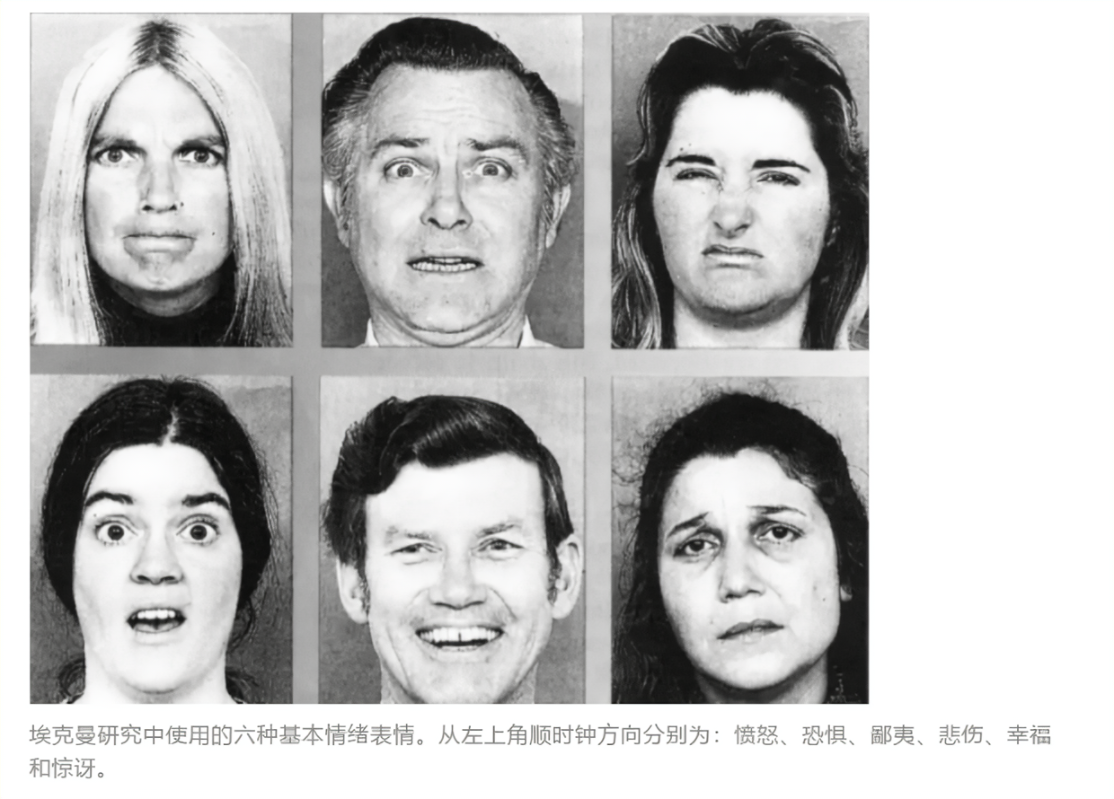 埃克曼研究中使用的六种基本情绪表情。从左上角顺时钟方向分别为：愤怒、恐惧、鄙夷、悲伤、幸福
和惊讶。